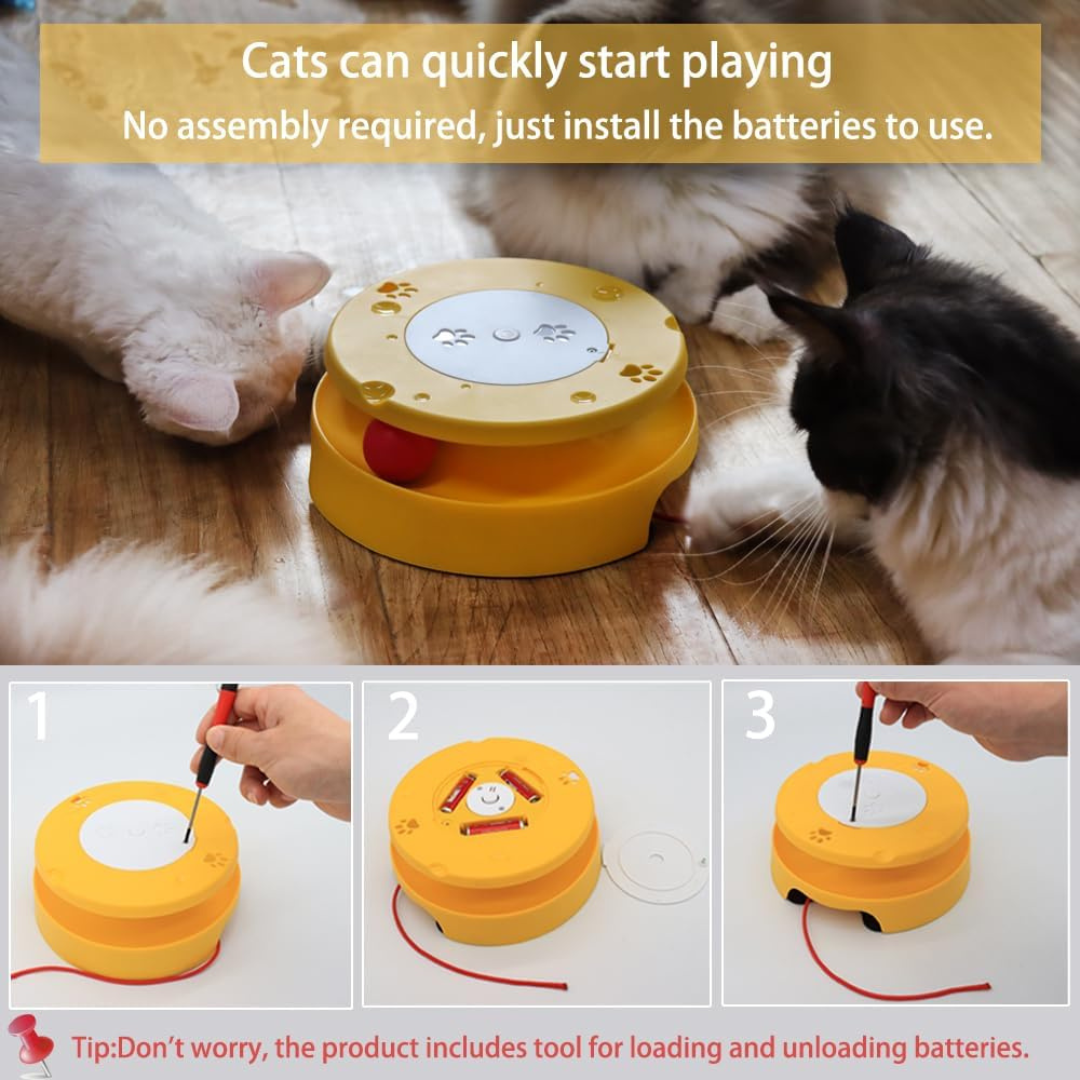 Cats can quickly start playing
No assembly required, just install the batteries to use.
1
2
3
Tip:Don't worry, the product includes tool for loading and unloading batteries.